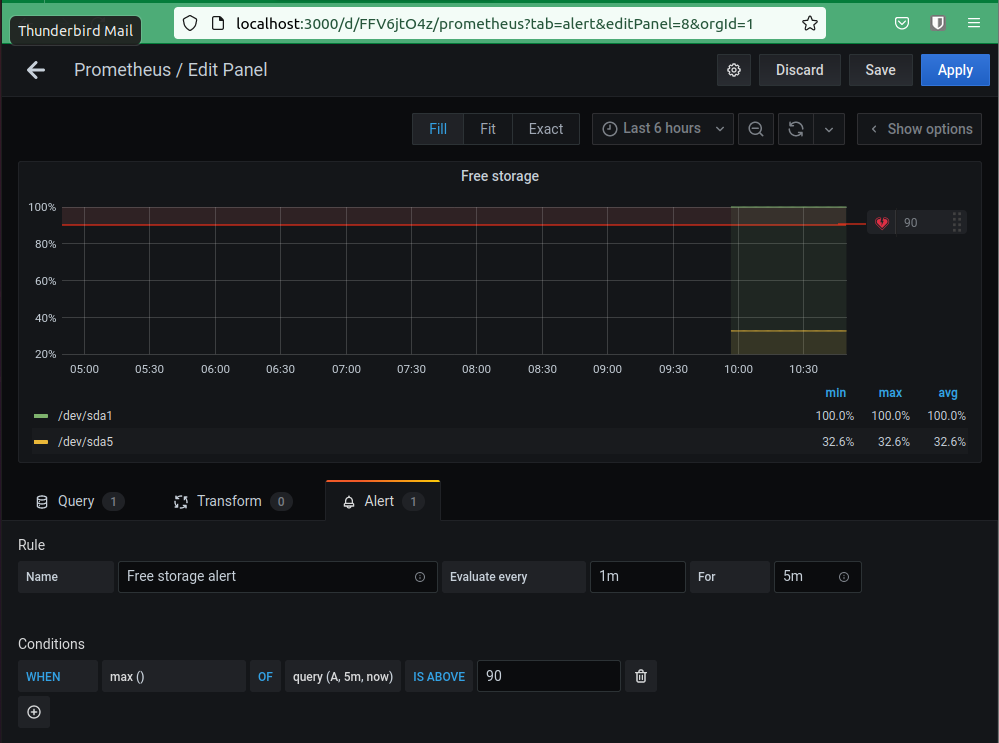 Thunderbird Mail
localhost:3000/d/FFV6jtO4z/prometheus?tab=alert&editPanel=8&orgId=1
Prometheus / Edit Panel
Discard
Save
Apply
Fill
Fit
Exact
Last 6 hours
Show options
Free storage
100%
80%
60%
40%
20%
90
05:00 05:30 06:00 06:30 07:00 07:30 08:00 08:30 09:00 09:30 10:00 10:30
min max avg
/dev/sda1 100.0% 100.0% 100.0%
/dev/sda5 32.6% 32.6% 32.6%
Query 1
Transform 0
Alert 1
Rule
Name Free storage alert Evaluate every 1m For 5m
Conditions
WHEN max () OF query (A, 5m, now) IS ABOVE 90